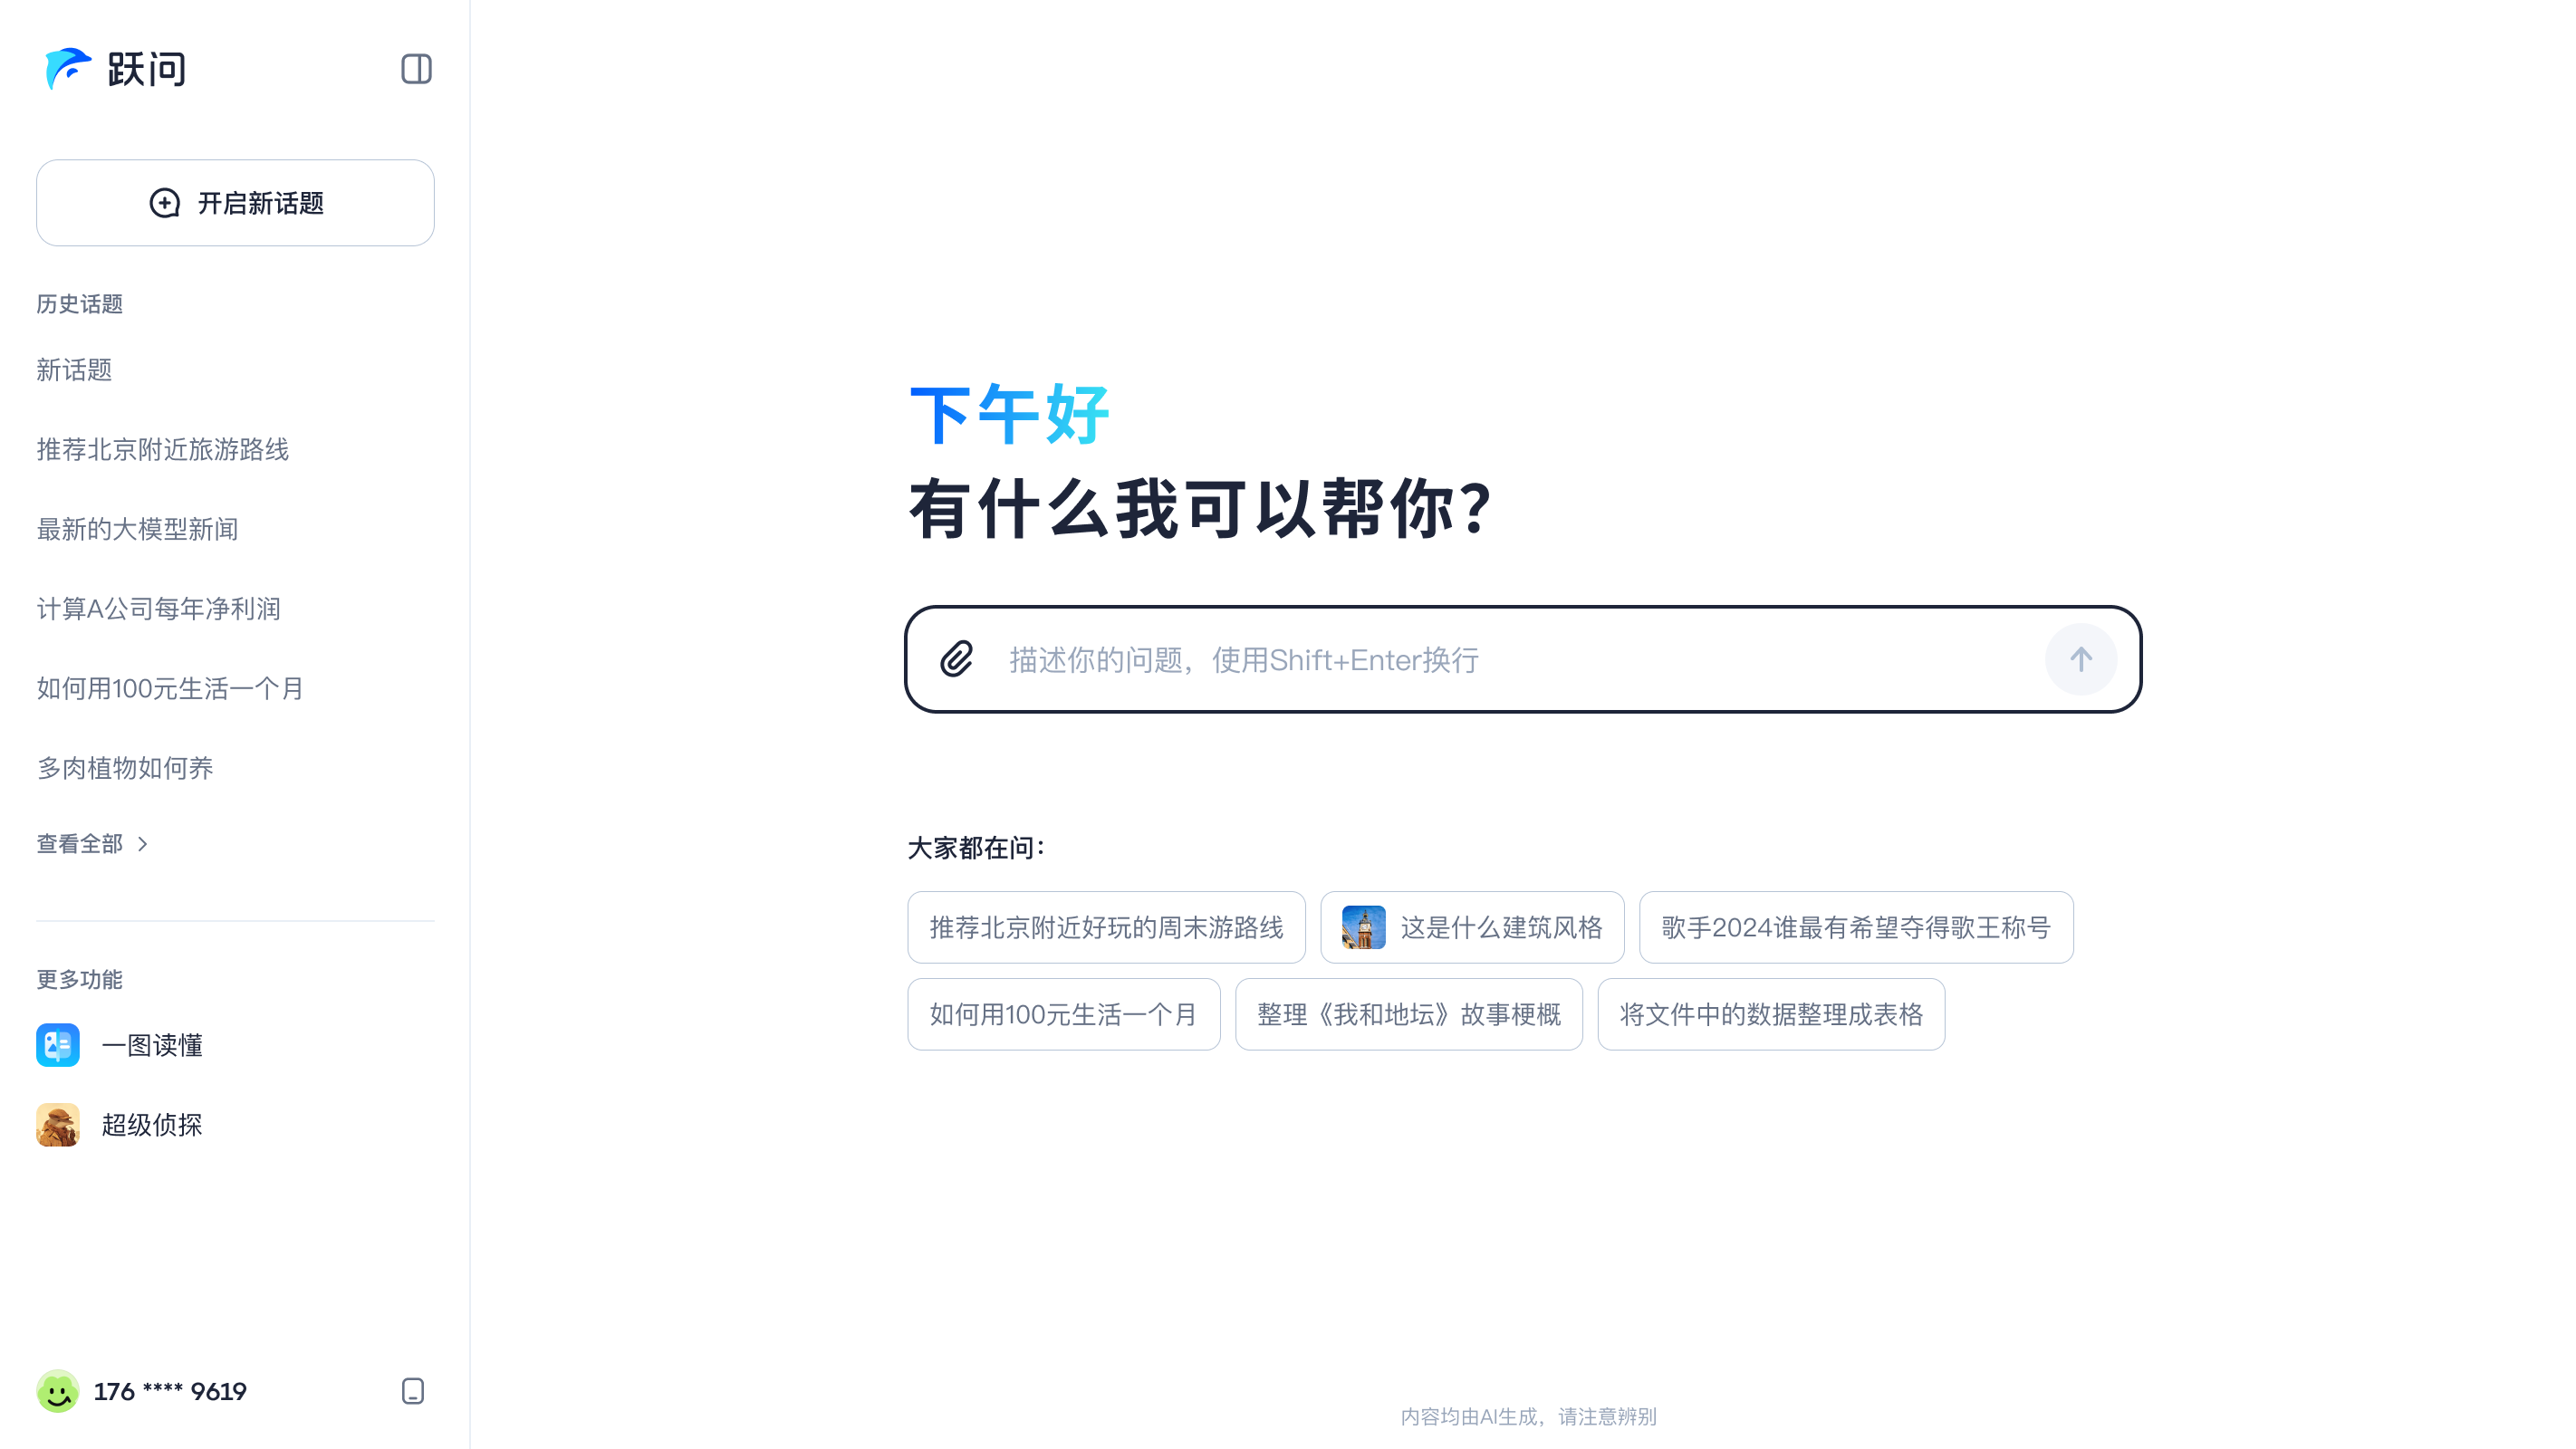 跃问
开启新话题
历史话题
新话题
推荐北京附近旅游路线
最新的大模型新闻
计算A公司每年净利润
如何用100元生活一个月
多肉植物如何养
查看全部
更多功能
一图读懂
超级侦探
176 **** 9619
下午好
有什么我可以帮你？
描述你的问题，使用Shift+Enter换行
大家都在问：
推荐北京附近好玩的周末游路线
这是什么建筑风格
歌手2024谁最有希望夺得歌王称号
如何用100元生活一个月
整理《我和地坛》故事梗概
将文件中的数据整理成表格
内容均由AI生成，请注意辨别